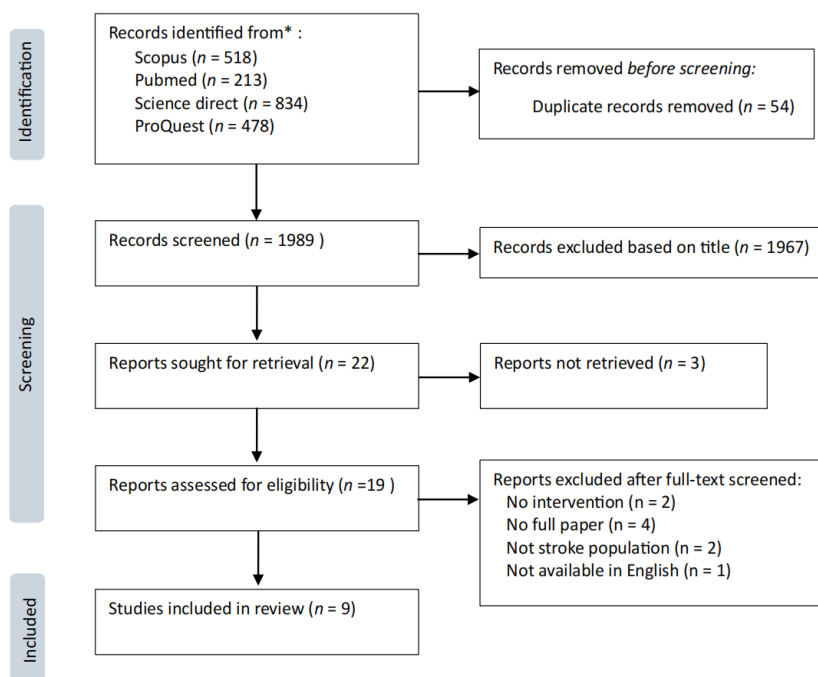 Identification
Records identified from* :
Scopus (n = 518)
Pubmed (n = 213)
Science direct (n = 834)
ProQuest (n = 478)
Records removed before screening:
Duplicate records removed (n = 54)
Screening
Records screened (n = 1989 )
Records excluded based on title (n = 1967)
Reports sought for retrieval (n = 22)
Reports not retrieved (n = 3)
Reports assessed for eligibility (n =19 )
Reports excluded after full-text screened:
No intervention (n = 2)
No full paper (n = 4)
Not stroke population (n = 2)
Not available in English (n = 1)
Included
Studies included in review (n = 9)